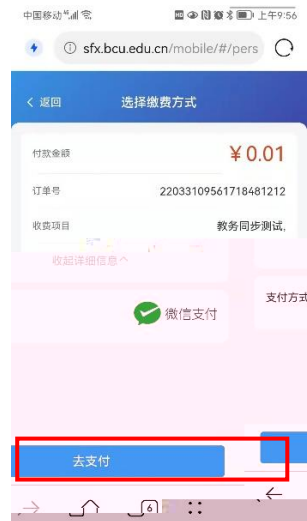 中国移动 上午9:56
sfx.bcu.edu.cn/mobile/#/pers
< 返回 选择缴费方式
付款金额 ¥0.01
订单号 22033109561718481212
收费项目 教务同步测试,
收起详细信息
支付方式
微信支付
去支付
6